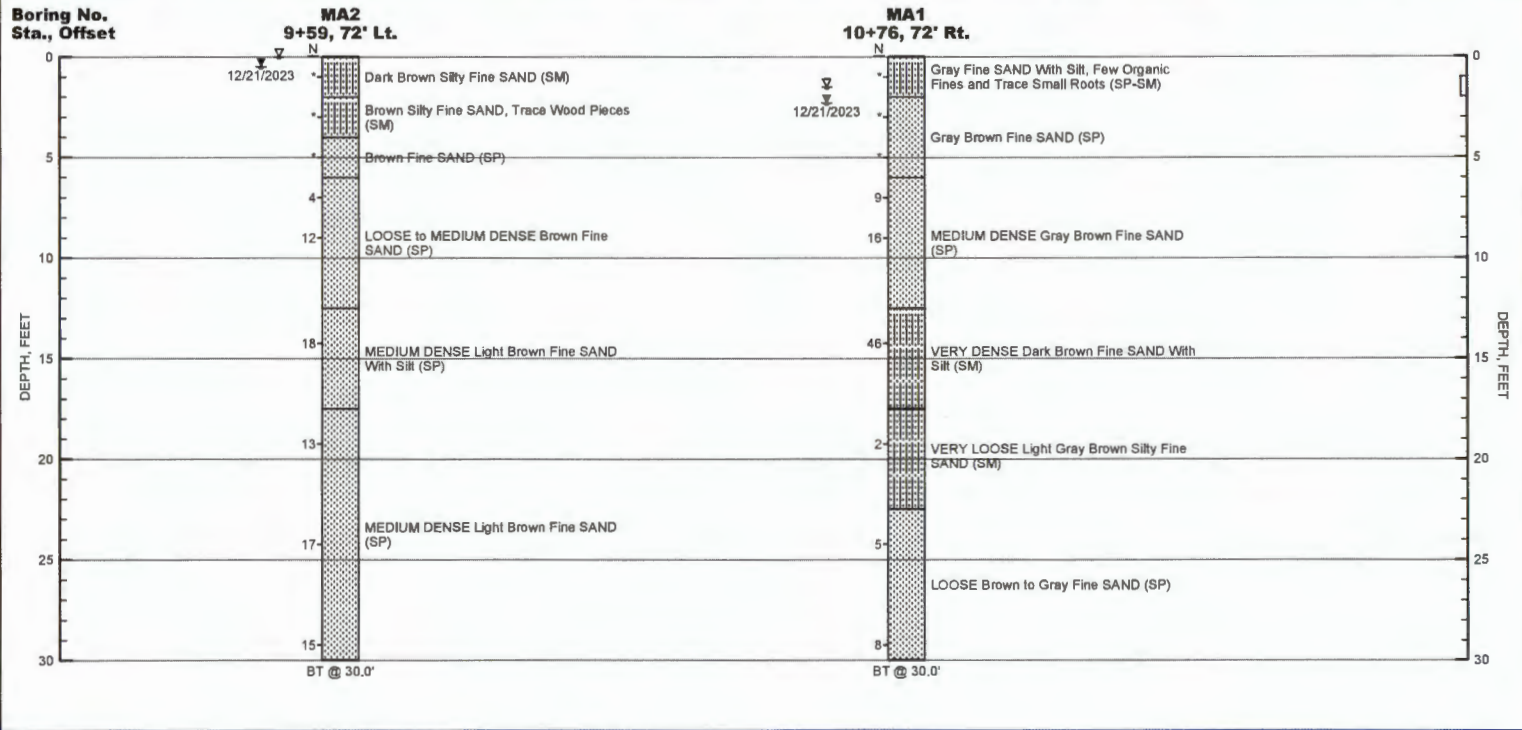 Boring No.
Sta., Offset
MA2
9+59, 72' Lt.
MA1
10+76, 72' Rt.
N
N
0
5
10
15
20
25
30
DEPTH, FEET
12/21/2023
*
*
*
4
12
18
13
17
15
Dark Brown Silty Fine SAND (SM)
Brown Silty Fine SAND, Trace Wood Pieces
(SM)
Brown Fine SAND (SP)
LOOSE to MEDIUM DENSE Brown Fine
SAND (SP)
MEDIUM DENSE Light Brown Fine SAND
With Silt (SP)
MEDIUM DENSE Light Brown Fine SAND
(SP)
BT @ 30.0'
12/21/2023
*
*
*
9
16
46
2
5
8
Gray Fine SAND With Silt, Few Organic
Fines and Trace Small Roots (SP-SM)
Gray Brown Fine SAND (SP)
MEDIUM DENSE Gray Brown Fine SAND
(SP)
VERY DENSE Dark Brown Fine SAND With
Silt (SM)
VERY LOOSE Light Gray Brown Silty Fine
SAND (SM)
LOOSE Brown to Gray Fine SAND (SP)
BT @ 30.0'
0
5
10
15
20
25
30
DEPTH, FEET